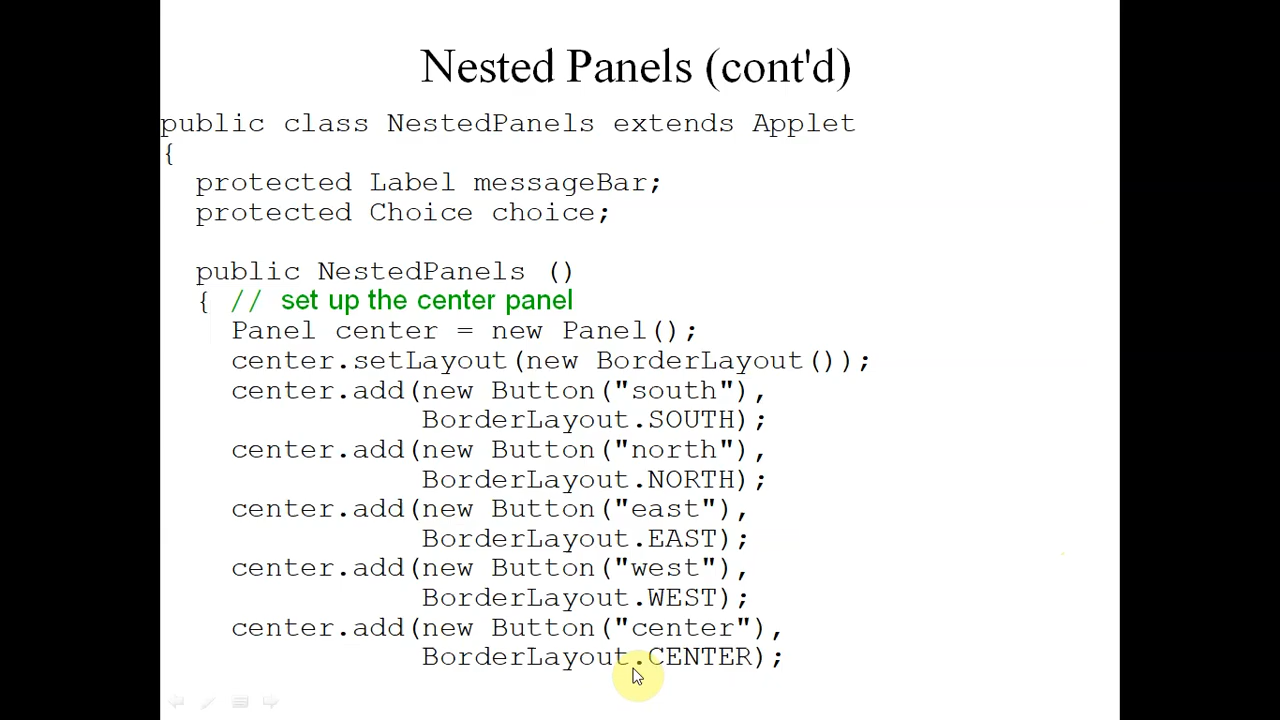 Nested Panels (cont'd)
public class NestedPanels extends Applet
{
  protected Label messageBar;
  protected Choice choice;
  public NestedPanels ()
  { // set up the center panel
    Panel center = new Panel();
    center.setLayout(new BorderLayout());
    center.add(new Button("south"),
               BorderLayout.SOUTH);
    center.add(new Button("north"),
               BorderLayout.NORTH);
    center.add(new Button("east"),
               BorderLayout.EAST);
    center.add(new Button("west"),
               BorderLayout.WEST);
    center.add(new Button("center"),
               BorderLayout.CENTER);